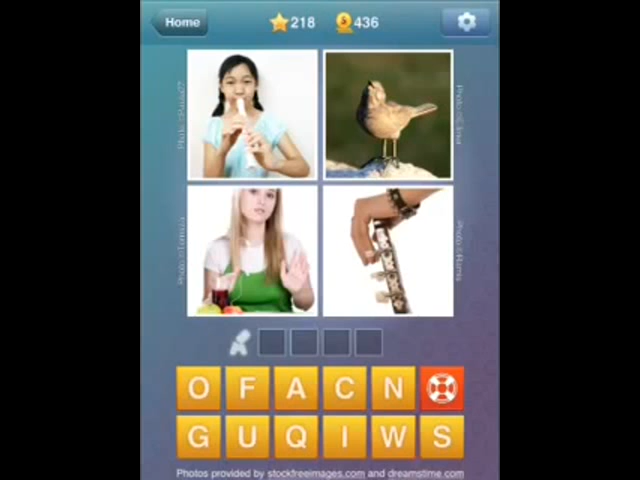 Home
218
436
O F A C N
G U Q I W S
Photos provided by stockfreeimages.com and dreamstime.com